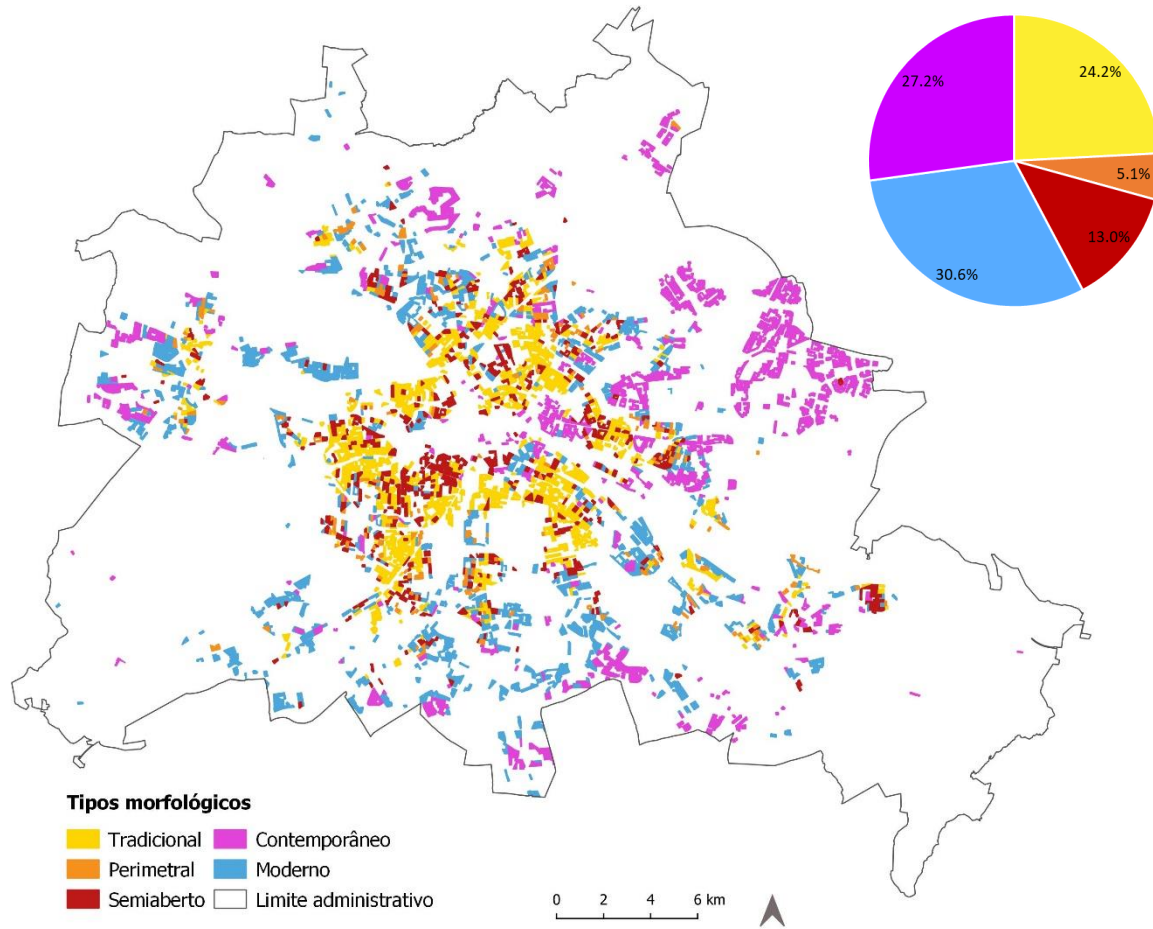 27.2%
24.2%
5.1%
13.0%
30.6%
Tipos morfológicos
Tradicional
Contemporâneo
Perimetral
Moderno
Semiaberto
Limite administrativo
0 2 4 6 km